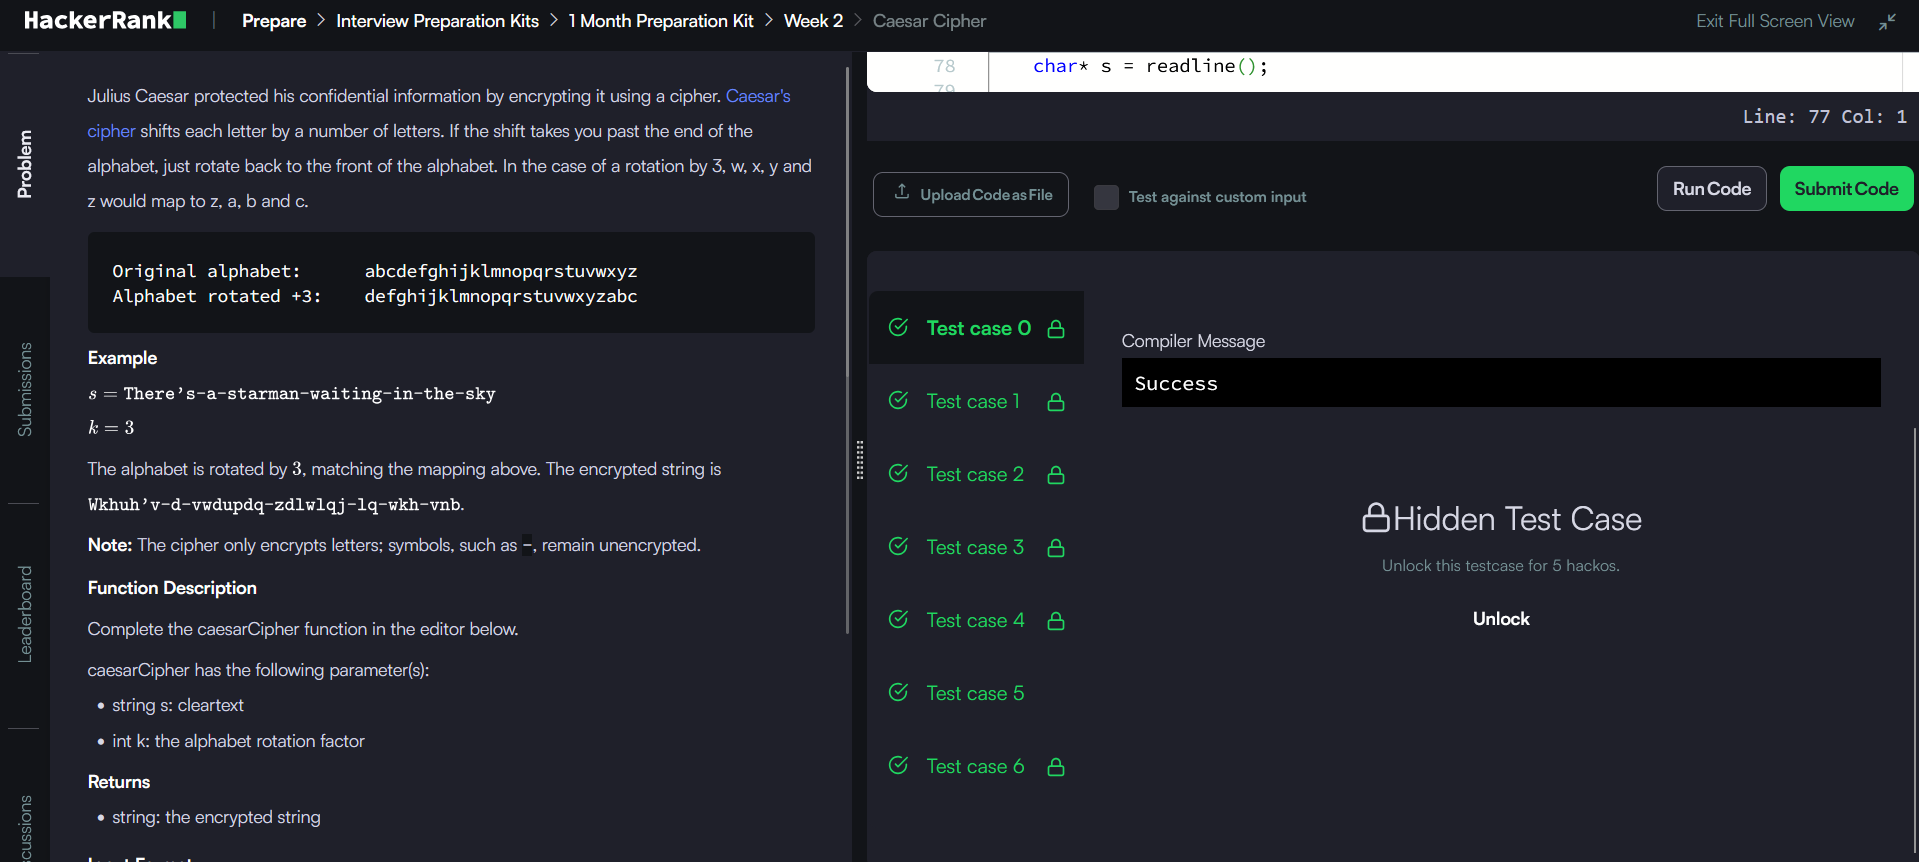 HackerRank
Prepare > Interview Preparation Kits > 1 Month Preparation Kit > Week 2 > Caesar Cipher
Exit Full Screen View
Problem
Submissions
Leaderboard
Julius Caesar protected his confidential information by encrypting it using a cipher. Caesar's
cipher shifts each letter by a number of letters. If the shift takes you past the end of the
alphabet, just rotate back to the front of the alphabet. In the case of a rotation by 3, w, x, y and
z would map to z, a, b and c.
Original alphabet: abcdefghijklmnopqrstuvwxyz
Alphabet rotated +3: defghijklmnopqrstuvwxyzabc
Example
s = There's-a-starman-waiting-in-the-sky
k = 3
The alphabet is rotated by 3, matching the mapping above. The encrypted string is
Wkhuh'v-d-vwdupdq-zdlwlqj-lq-wkh-vnb.
Note: The cipher only encrypts letters; symbols, such as -, remain unencrypted.
Function Description
Complete the caesarCipher function in the editor below.
caesarCipher has the following parameter(s):
• string s: cleartext
• int k: the alphabet rotation factor
Returns
• string: the encrypted string
78 char* s = readline();
79
Line: 77 Col: 1
Upload Code as File
Test against custom input
Run Code
Submit Code
Test case 0
Test case 1
Test case 2
Test case 3
Test case 4
Test case 5
Test case 6
Compiler Message
Success
Hidden Test Case
Unlock this testcase for 5 hackos.
Unlock